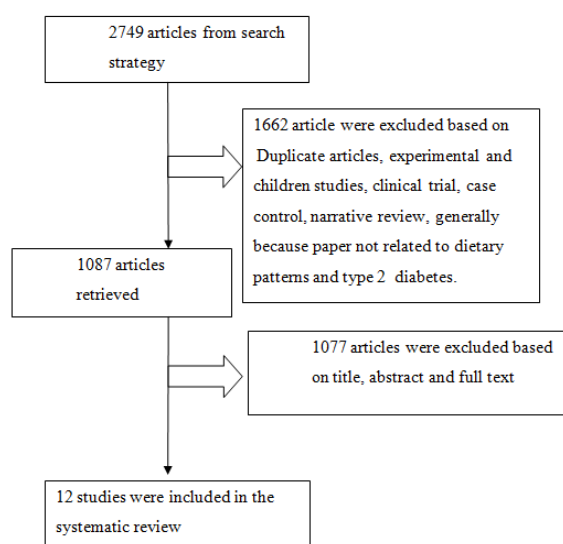 2749 articles from search
strategy
1662 article were excluded based on
Duplicate articles, experimental and
children studies, clinical trial, case
control, narrative review, generally
because paper not related to dietary
patterns and type 2 diabetes.
1087 articles
retrieved
1077 articles were excluded based
on title, abstract and full text
12 studies were included in the
systematic review